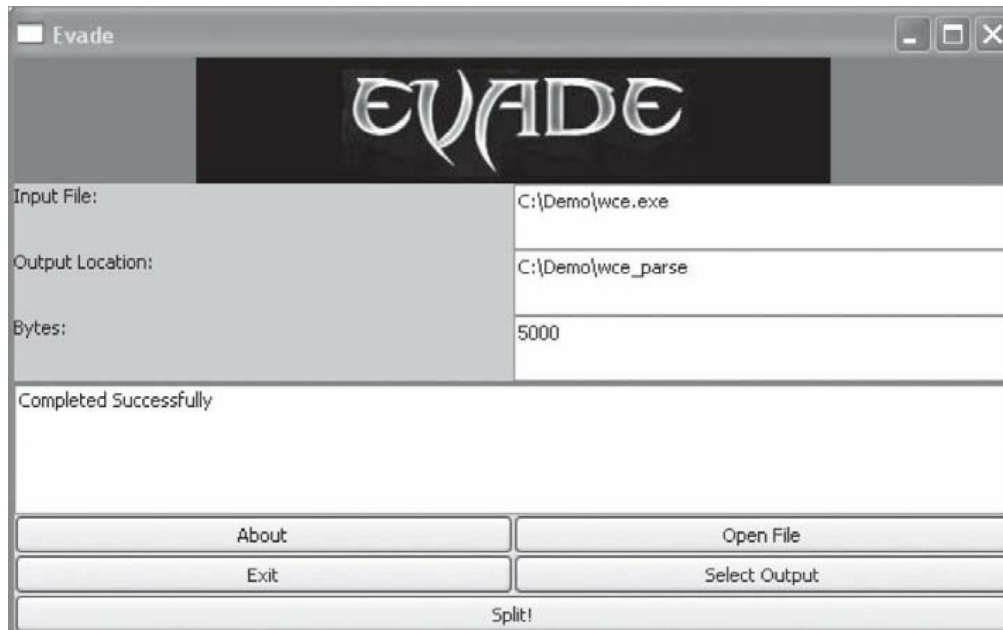 Evade
EVADE
Input File:
C:\Demo\wce.exe
Output Location:
C:\Demo\wce_parse
Bytes:
5000
Completed Successfully
About
Open File
Exit
Select Output
Split!